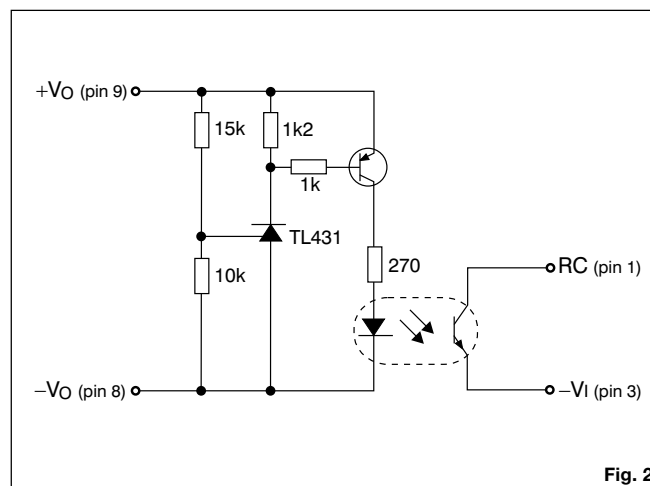 +VO (pin 9)
15k
1k2
1k
TL431
270
10k
RC (pin 1)
−VO (pin 8)
−VI (pin 3)
Fig. 2